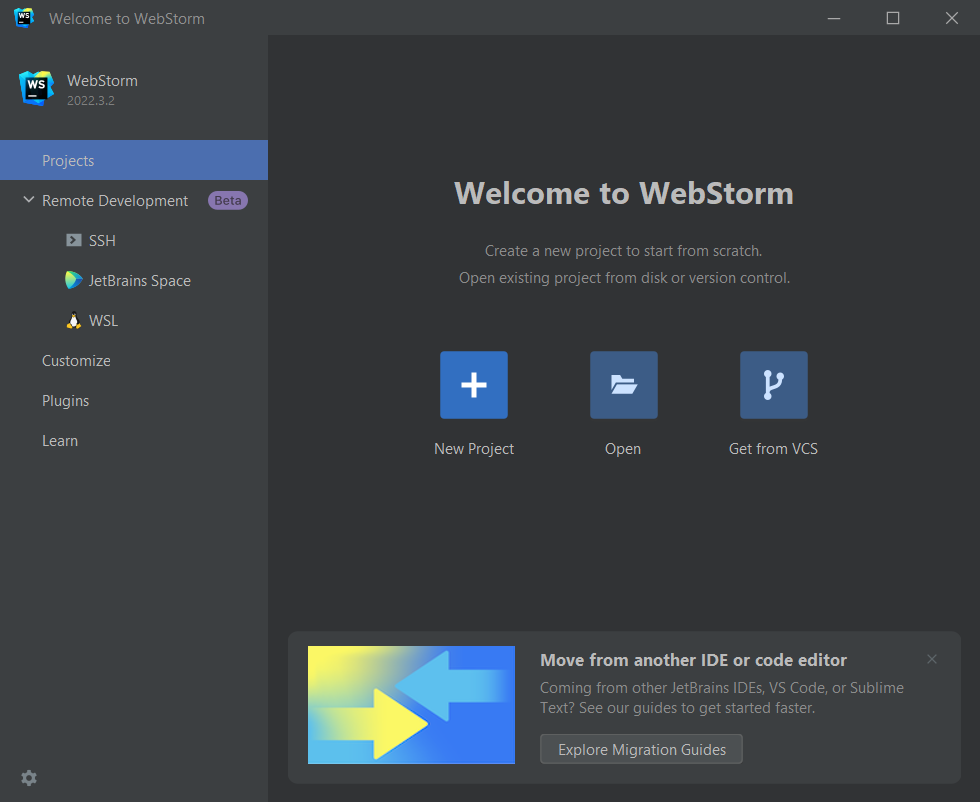 WS
Welcome to WebStorm
WS
WebStorm
2022.3.2
Projects
Remote Development Beta
SSH
JetBrains Space
WSL
Customize
Plugins
Learn
Welcome to WebStorm
Create a new project to start from scratch.
Open existing project from disk or version control.
New Project
Open
Get from VCS
Move from another IDE or code editor
Coming from other JetBrains IDEs, VS Code, or Sublime
Text? See our guides to get started faster.
Explore Migration Guides